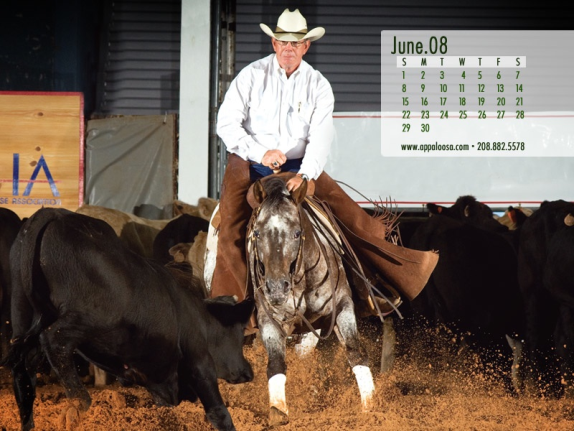 June.08
S M T W T F S
1 2 3 4 5 6 7
8 9 10 11 12 13 14
15 16 17 18 19 20 21
22 23 24 25 26 27 28
29 30
www.appaloosa.com • 208.882.5578
IA